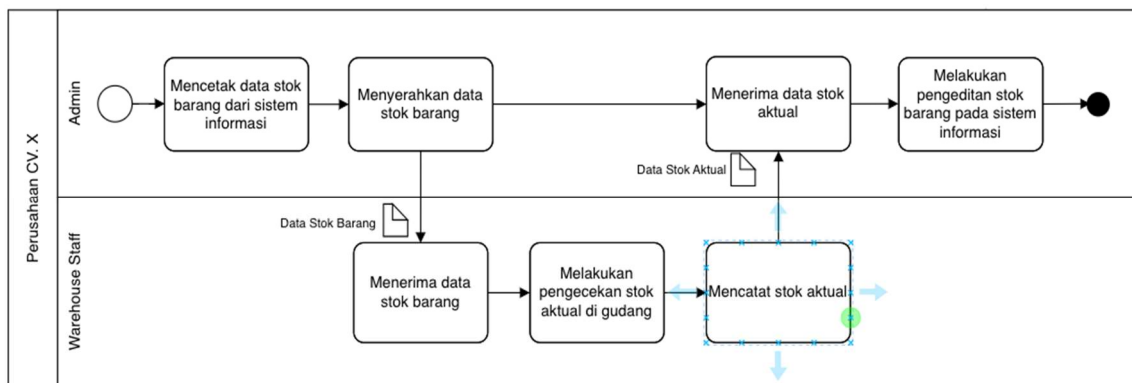 Perusahaan CV. X
Admin
Mencetak data stok
barang dari sistem
informasi
Menyerahkan data
stok barang
Menerima data stok
aktual
Melakukan
pengeditan stok
barang pada sistem
informasi
Data Stok Aktual
Warehouse Staff
Data Stok Barang
Menerima data
stok barang
Melakukan
pengecekan stok
aktual di gudang
Mencatat stok aktual